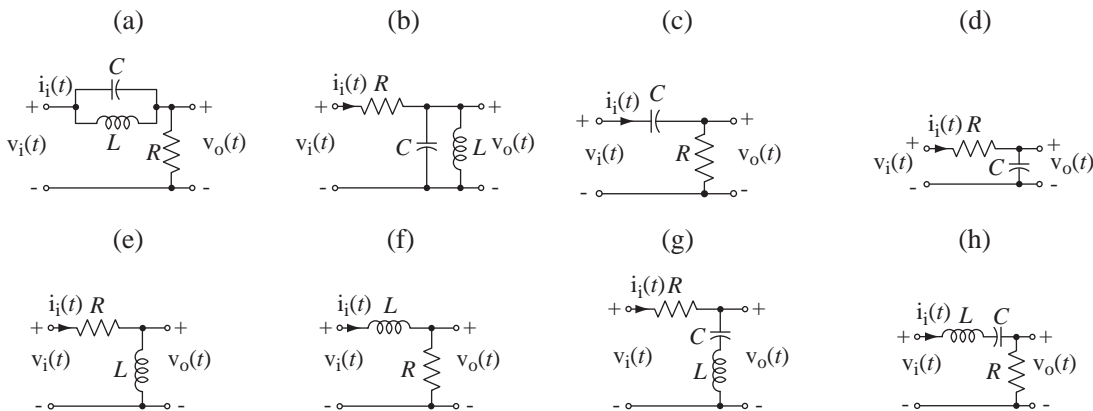 (a) (b) (c) (d)
C
i_i(t)
+ +
L
v_i(t) R v_o(t)
- -
i_i(t) R
+ +
v_i(t) C L v_o(t)
- -
i_i(t) C
+ +
v_i(t) R v_o(t)
- -
i_i(t) R
+ +
v_i(t) C v_o(t)
- -
(e) (f) (g) (h)
i_i(t) R
+ +
v_i(t) L v_o(t)
- -
i_i(t) L
+ +
v_i(t) R v_o(t)
- -
i_i(t) R
+ +
C
v_i(t) v_o(t)
L
- -
i_i(t) L C
+ +
v_i(t) R v_o(t)
- -